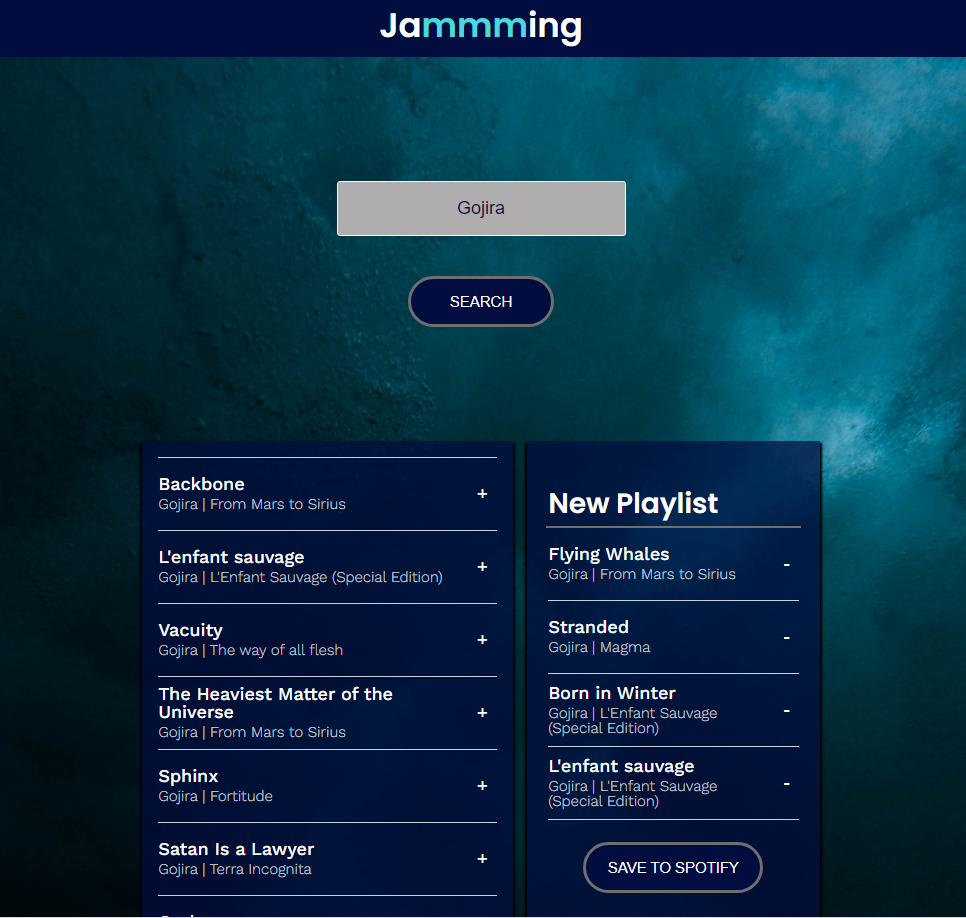 Jammming
Gojira
SEARCH
Backbone
Gojira | From Mars to Sirius
+
L'enfant sauvage
Gojira | L'Enfant Sauvage (Special Edition)
+
Vacuity
Gojira | The way of all flesh
+
The Heaviest Matter of the
Universe
Gojira | From Mars to Sirius
+
Sphinx
Gojira | Fortitude
+
Satan Is a Lawyer
Gojira | Terra Incognita
+
New Playlist
Flying Whales
Gojira | From Mars to Sirius
-
Stranded
Gojira | Magma
-
Born in Winter
Gojira | L'Enfant Sauvage
(Special Edition)
-
L'enfant sauvage
Gojira | L'Enfant Sauvage
(Special Edition)
-
SAVE TO SPOTIFY